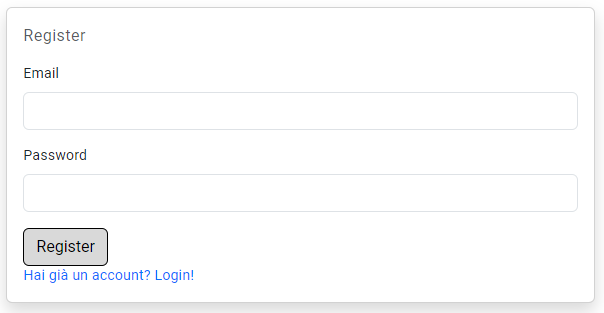 Register
Email
Password
Register
Hai già un account? Login!